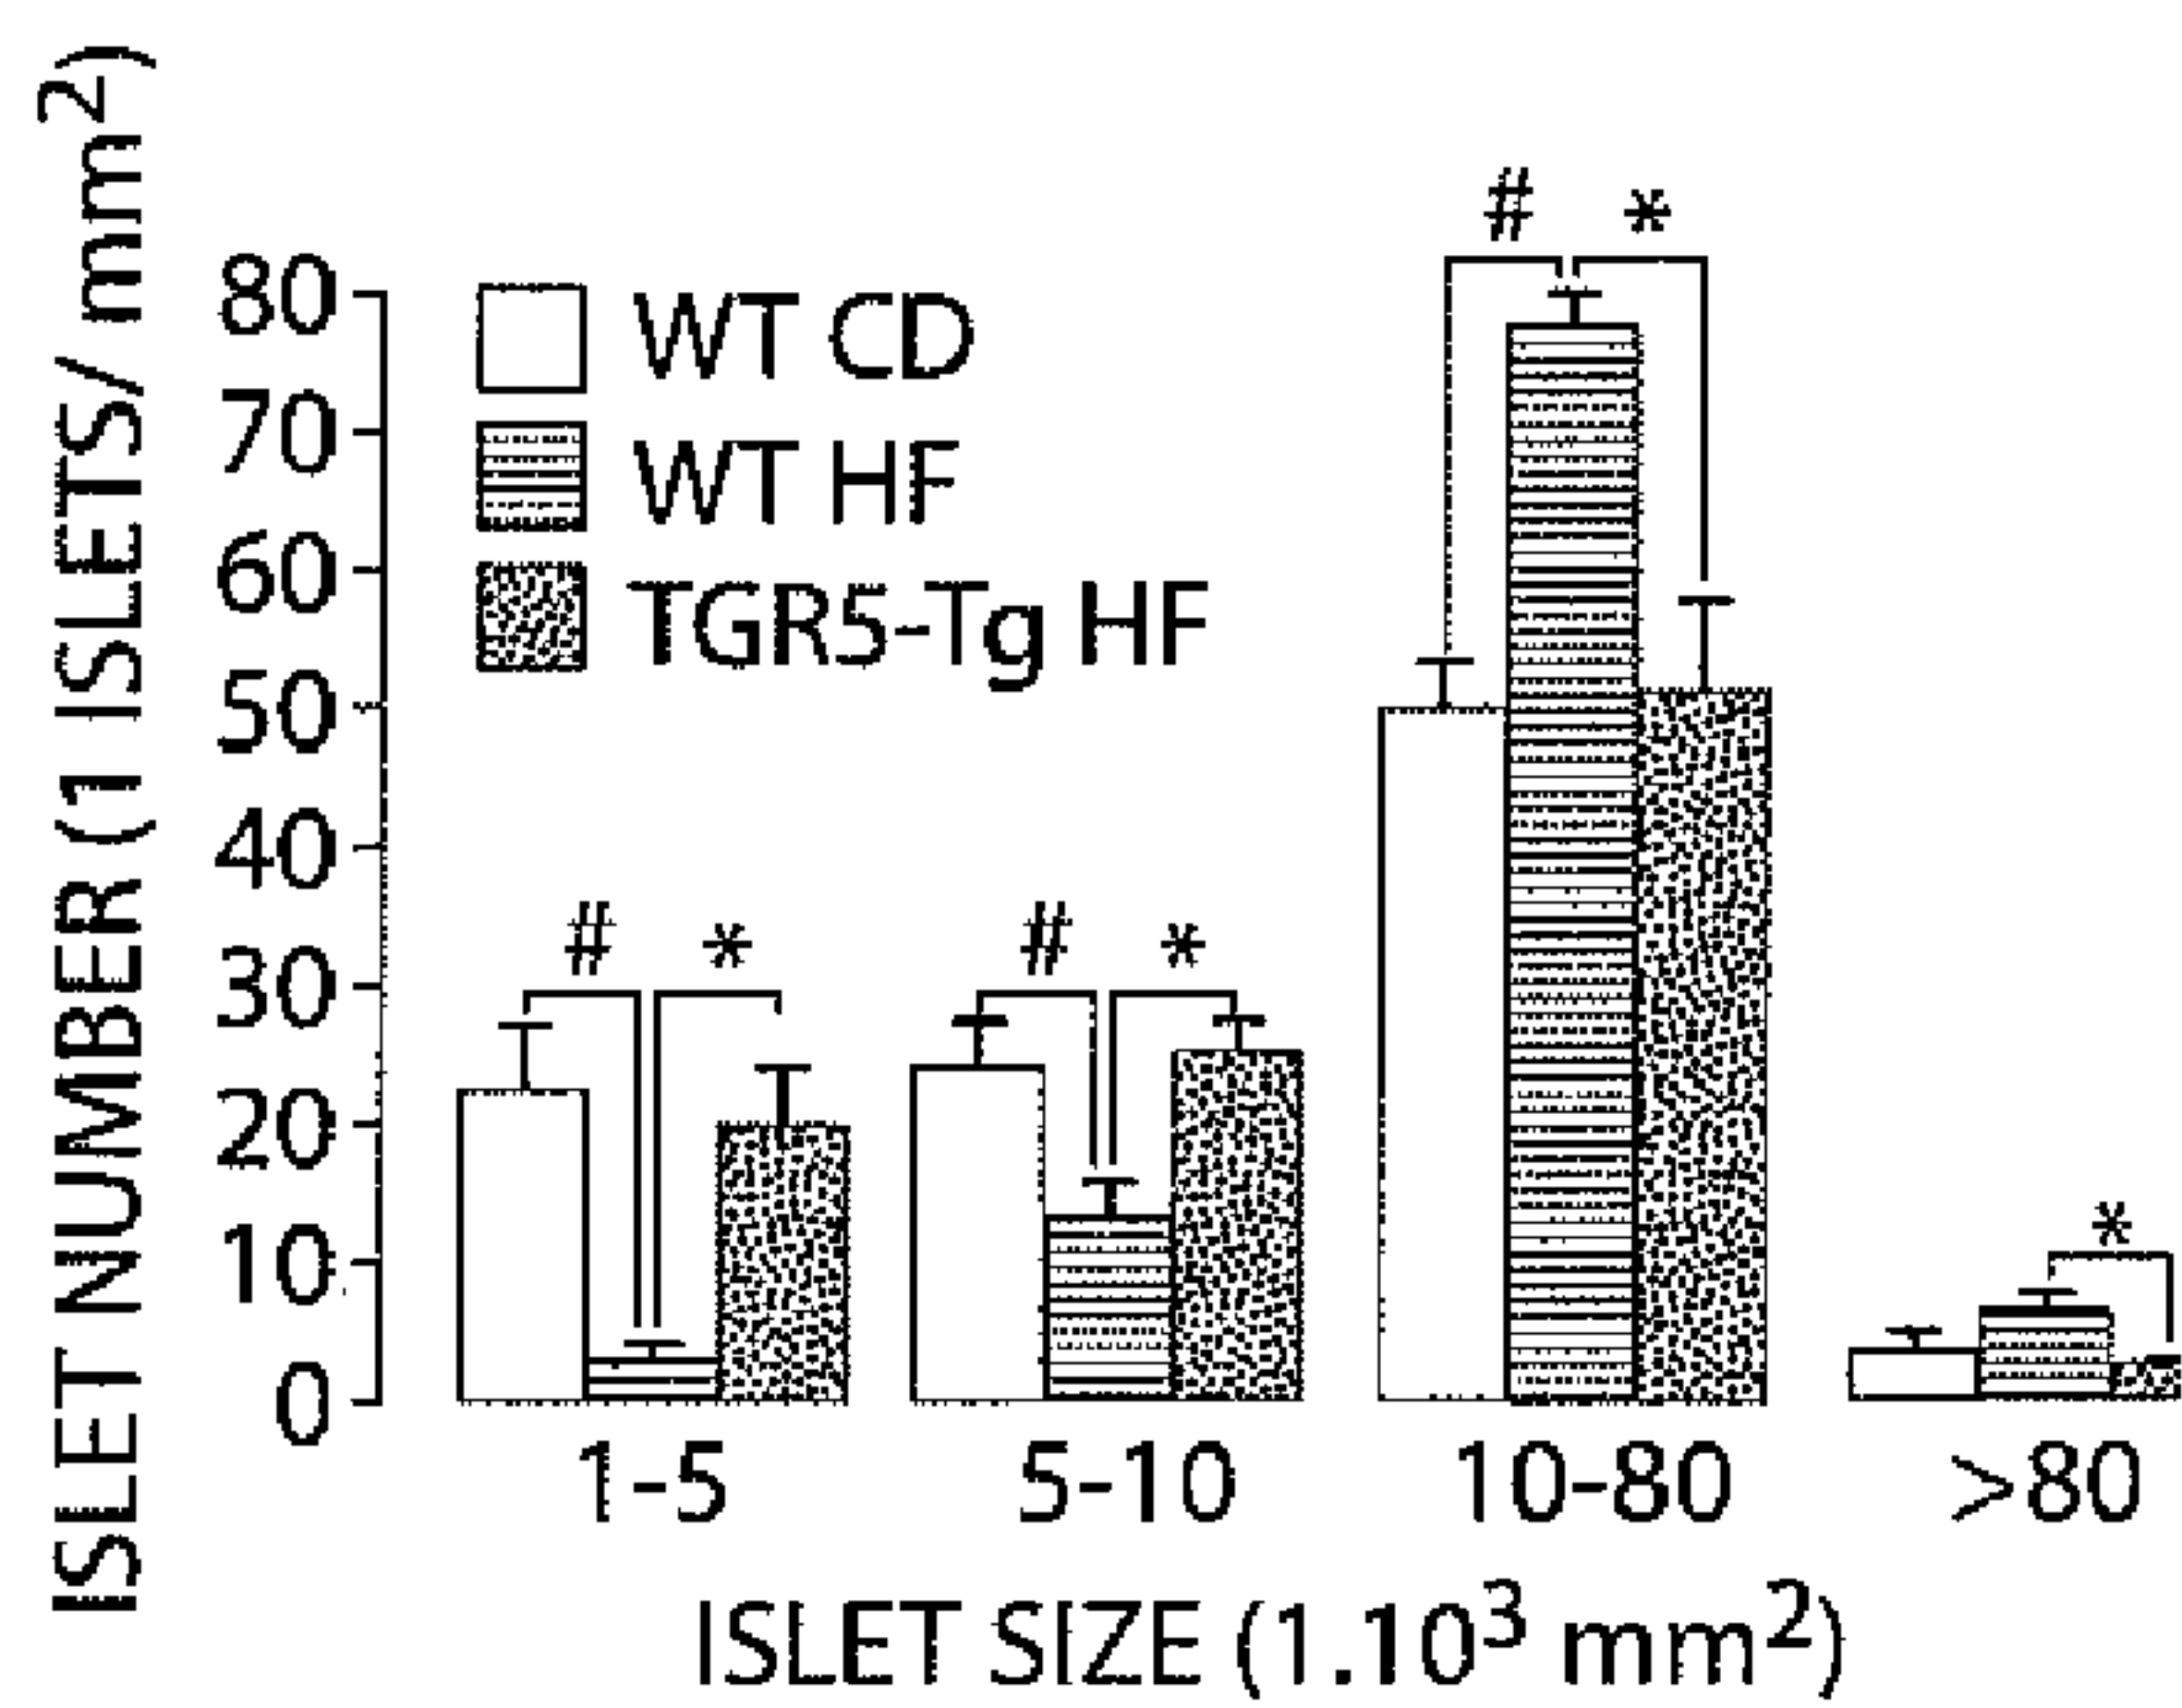 ISLET NUMBER (1 ISLETS/ mm²)
80
70
60
50
40
30
20
10
0
WT CD
WT HF
TGR5-Tg HF
# *
# *
# *
*
1-5 5-10 10-80 >80
ISLET SIZE (1.10³ mm²)